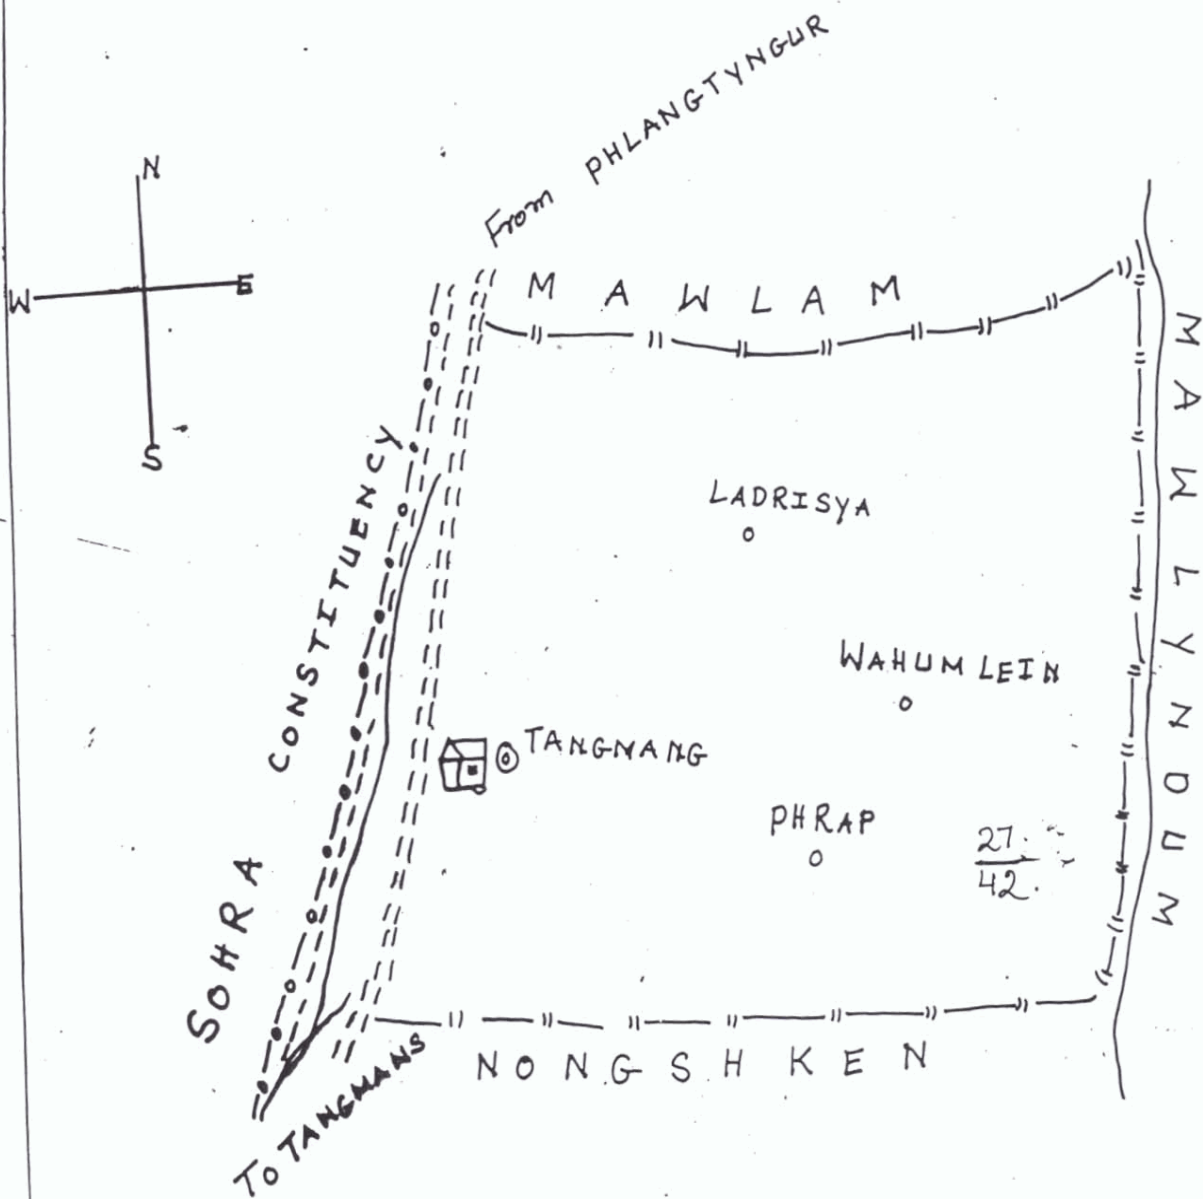 From PHLANGTYNGUR
N
W E
S
MAWLAM
MAWLYNDUM
SOHRA CONSTITUENCY
LADRISYA
WAHUMLEIN
TANGNANG
PHRAP
27.
42.
NONGSHKEN
TO TANGMANS